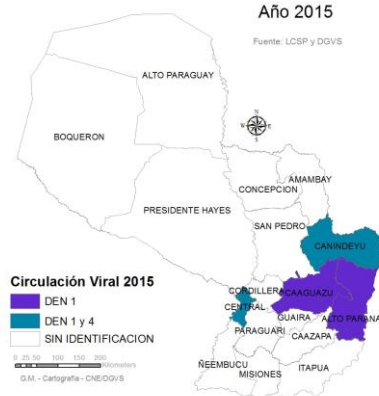 Año 2015
Fuente: LCSP y DGVS
ALTO PARAGUAY
BOQUERON
N
W
E
S
AMAMBAY
CONCEPCION
PRESIDENTE HAYES
SAN PEDRO
CANINDEYU
Circulación Viral 2015
DEN 1
DEN 1 y 4
SIN IDENTIFICACION
CORDILLERA
CAAGUAZU
CENTRAL
GUAIRA
ALTO PARANA
PARAGUARI
CAAZAPA
0 25 50 100 150 200
Kilometers
ÑEEMBUCU
ITAPUA
MISIONES
G.M. - Cartografia - CNE/DGVS